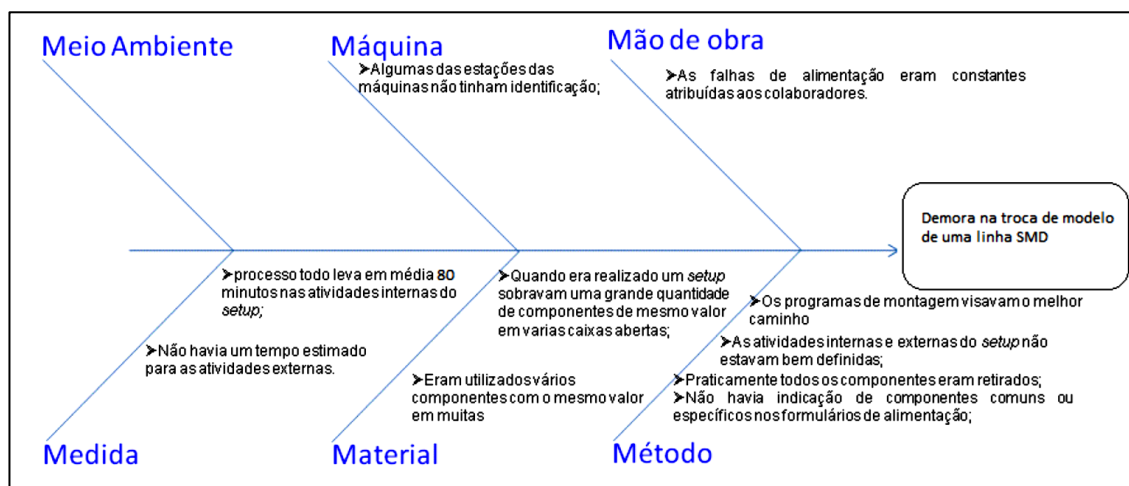 Meio Ambiente
Máquina
➤Algumas das estações das
máquinas não tinham identificação;
Mão de obra
➤As falhas de alimentação eram constantes
atribuídas aos colaboradores.
Demora na troca de modelo
de uma linha SMD
➤processo todo leva em média 80
minutos nas atividades internas do
setup;
➤Não havia um tempo estimado
para as atividades externas.
Medida
➤Quando era realizado um setup
sobravam uma grande quantidade
de componentes de mesmo valor
em varias caixas abertas;
➤Eram utilizados vários
componentes com o mesmo valor
em muitas
Material
➤Os programas de montagem visavam o melhor
caminho
➤As atividades internas e externas do setup não
estavam bem definidas;
➤Praticamente todos os componentes eram retirados;
➤Não havia indicação de componentes comuns ou
específicos nos formulários de alimentação;
Método